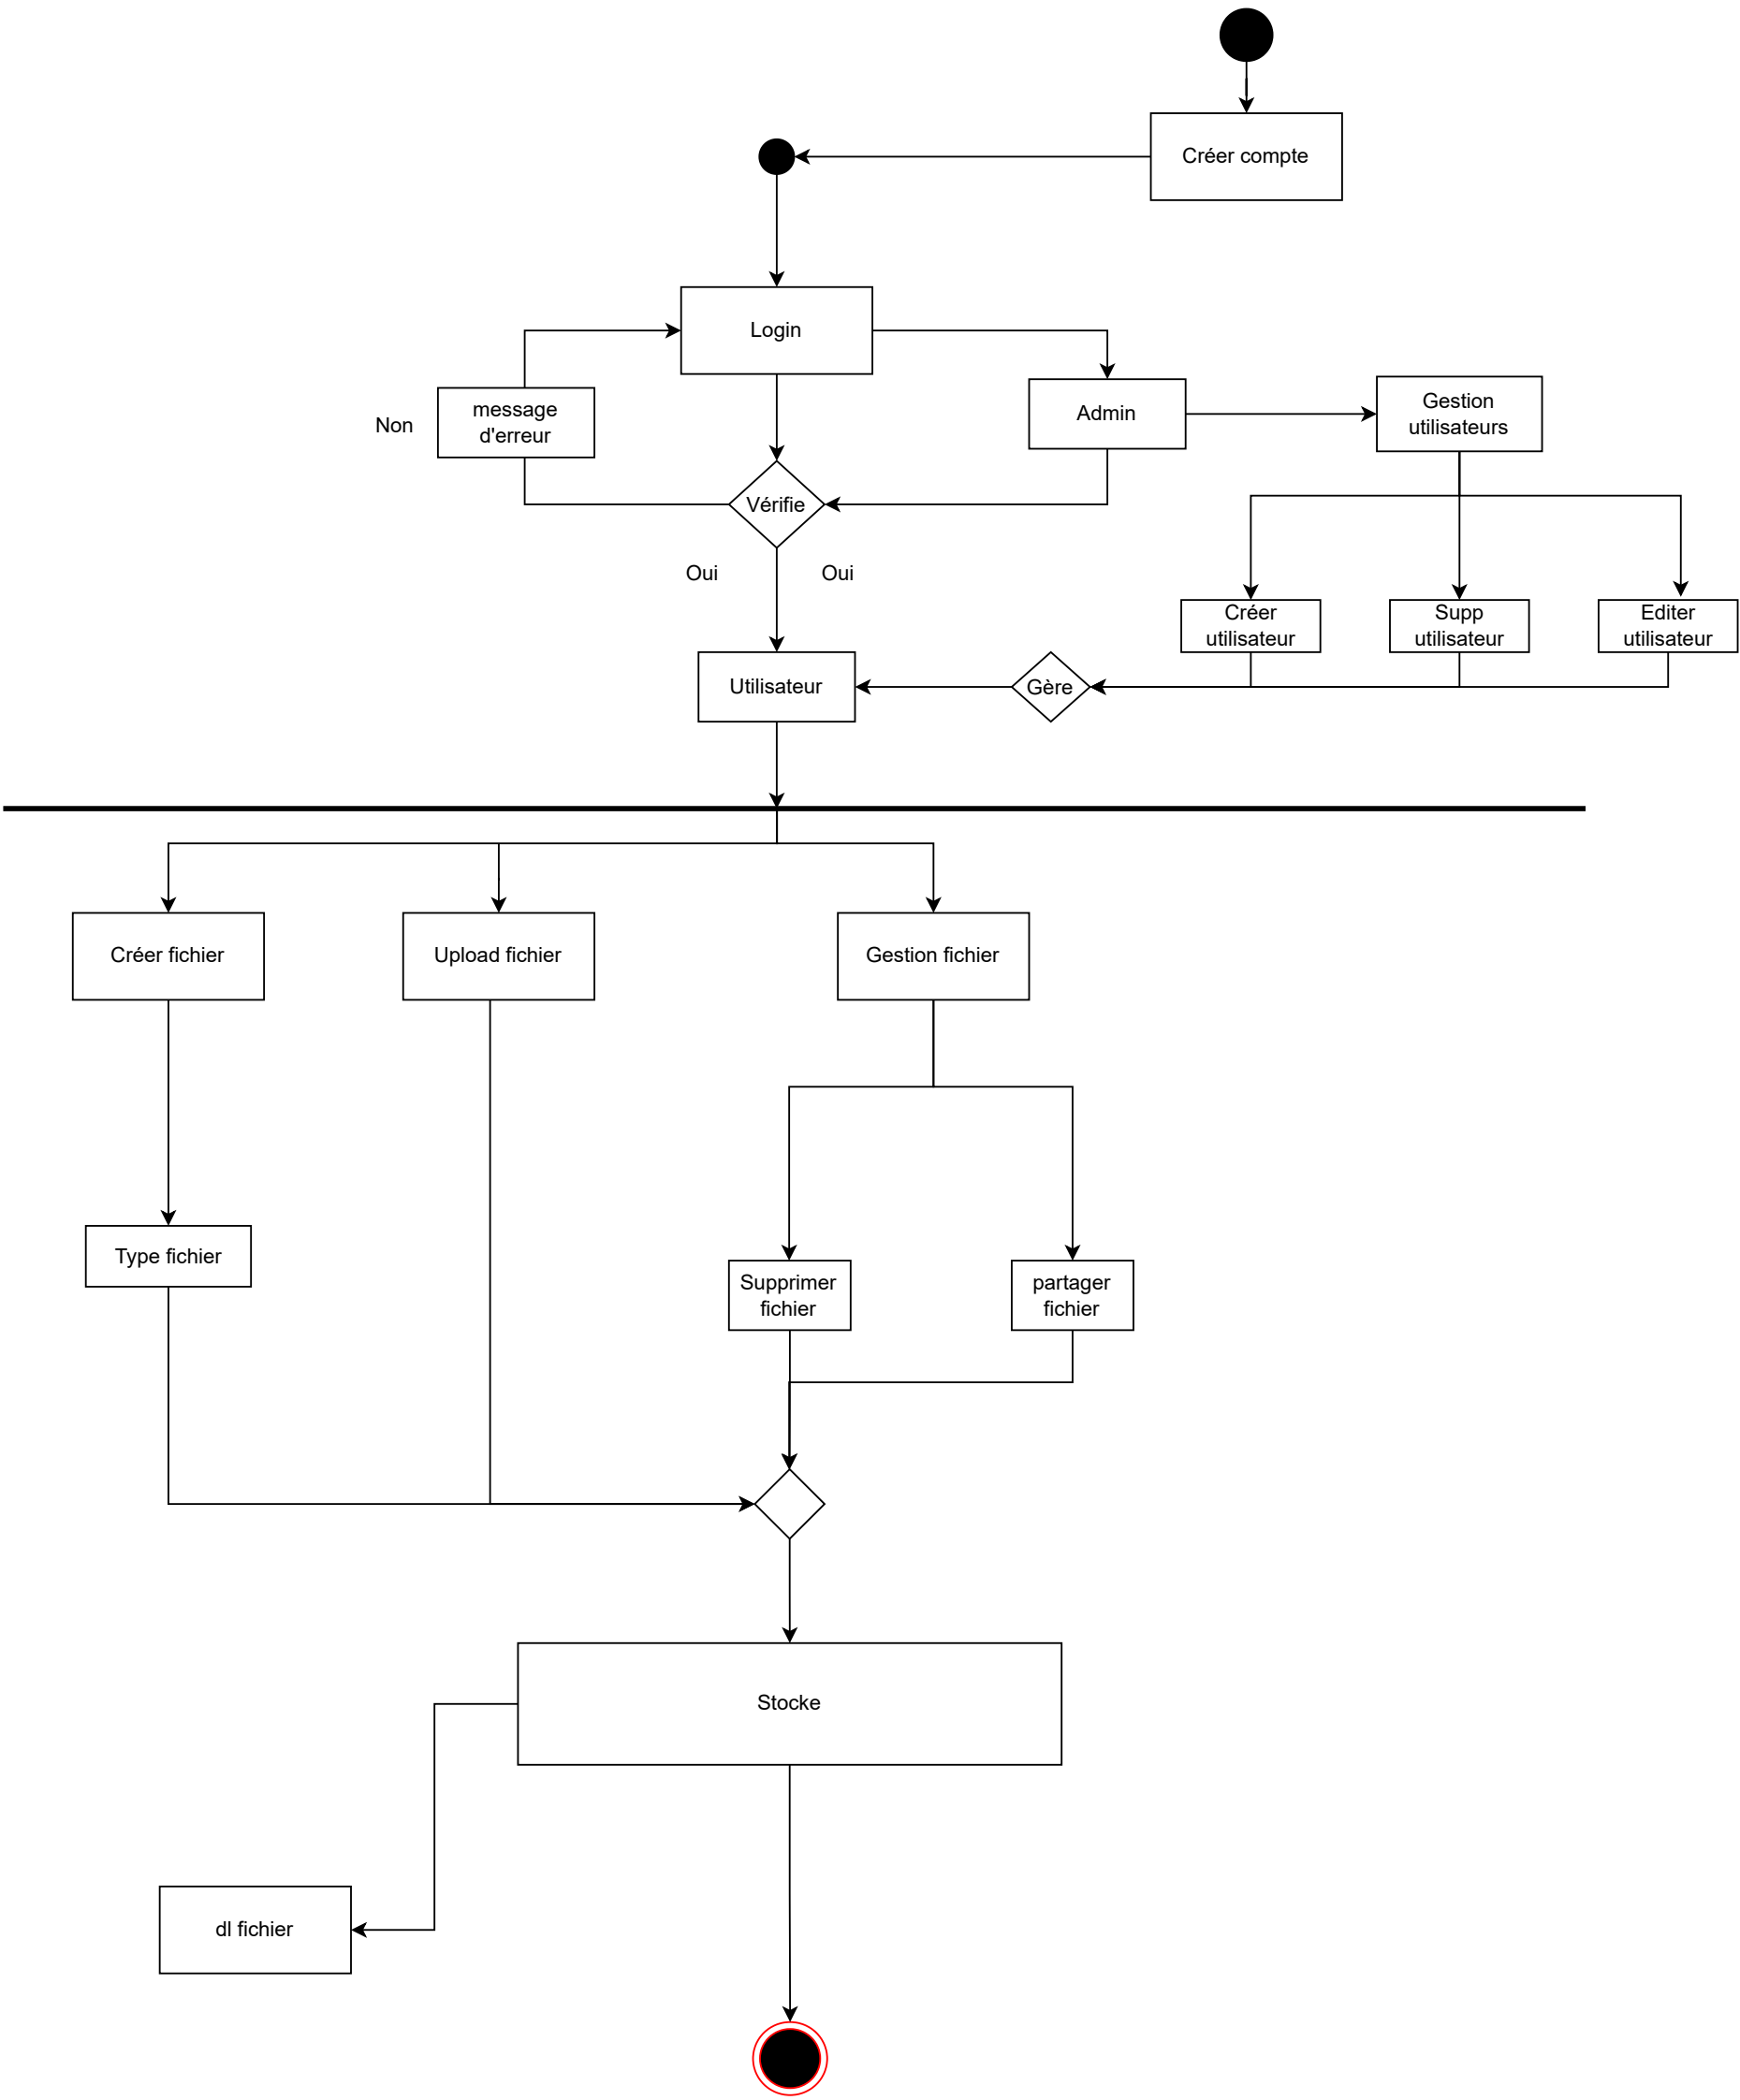 Créer compte
Login
message
d'erreur
Non
Admin
Gestion
utilisateurs
Vérifie
Oui
Oui
Créer
utilisateur
Supp
utilisateur
Editer
utilisateur
Utilisateur
Gère
Créer fichier
Upload fichier
Gestion fichier
Type fichier
Supprimer
fichier
partager
fichier
Stocke
dl fichier